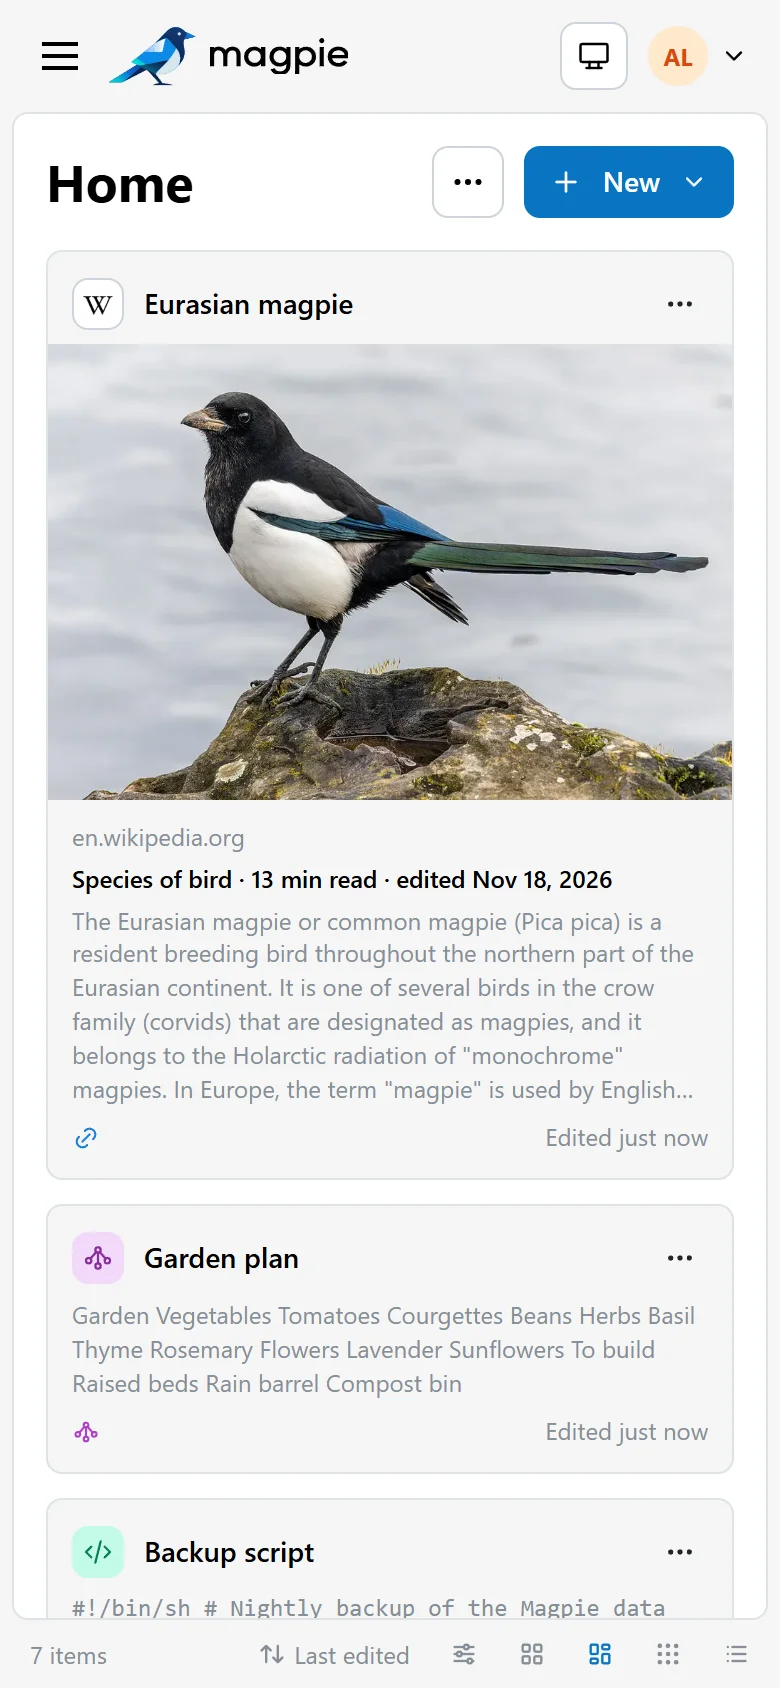 magpie
AL
Home
New
W Eurasian magpie
en.wikipedia.org
Species of bird · 13 min read · edited Nov 18, 2026
The Eurasian magpie or common magpie (Pica pica) is a
resident breeding bird throughout the northern part of the
Eurasian continent. It is one of several birds in the crow
family (corvids) that are designated as magpies, and it
belongs to the Holarctic radiation of "monochrome"
magpies. In Europe, the term "magpie" is used by English...
Edited just now
Garden plan
Garden Vegetables Tomatoes Courgettes Beans Herbs Basil
Thyme Rosemary Flowers Lavender Sunflowers To build
Raised beds Rain barrel Compost bin
Edited just now
Backup script
#!/bin/sh # Nightly backup of the Magpie data
7 items
Last edited